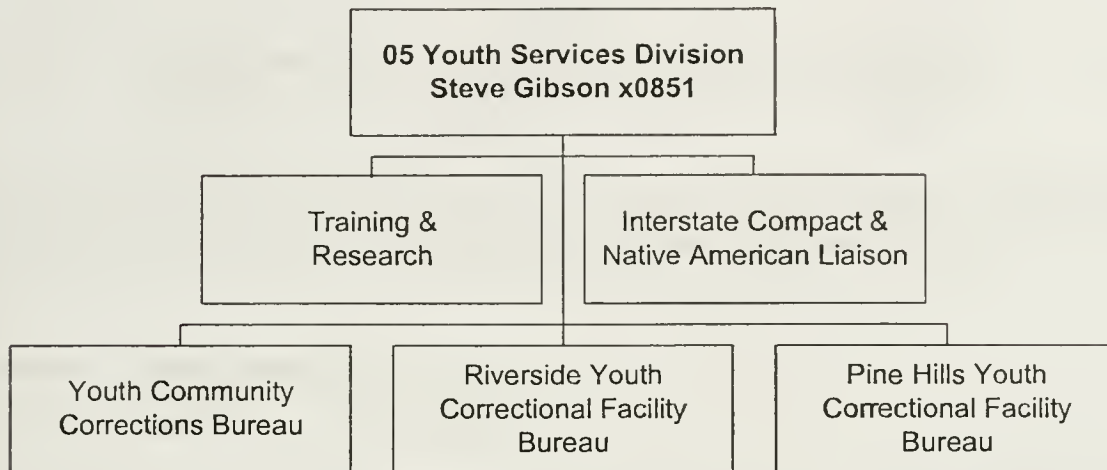 05 Youth Services Division
Steve Gibson x0851
Training &
Research
Interstate Compact &
Native American Liaison
Youth Community
Corrections Bureau
Riverside Youth
Correctional Facility
Bureau
Pine Hills Youth
Correctional Facility
Bureau